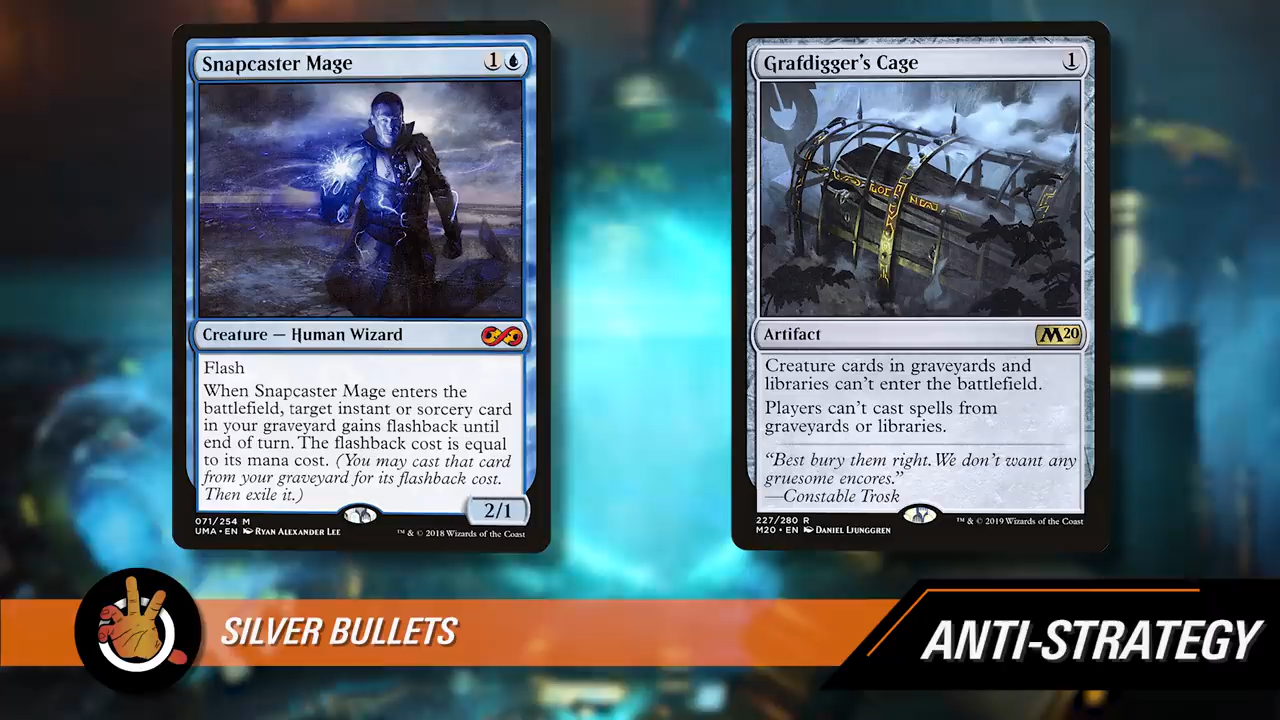 Snapcaster Mage
1
Creature — Human Wizard
Flash
When Snapcaster Mage enters the
battlefield, target instant or sorcery card
in your graveyard gains flashback until
end of turn. The flashback cost is equal
to its mana cost. (You may cast that card
from your graveyard for its flashback cost.
Then exile it.)
2/1
071/254 M
UMA • EN Ryan Alexander Lee
™ & © 2018 Wizards of the Coast
Grafdigger's Cage
1
Artifact
M20
Creature cards in graveyards and
libraries can't enter the battlefield.
Players can't cast spells from
graveyards or libraries.
“Best bury them right. We don't want any
gruesome encores.”
—Constable Trosk
227/280 R
M20 • EN Daniel Ljunggren
™ & © 2019 Wizards of the Coast
SILVER BULLETS
ANTI-STRATEGY